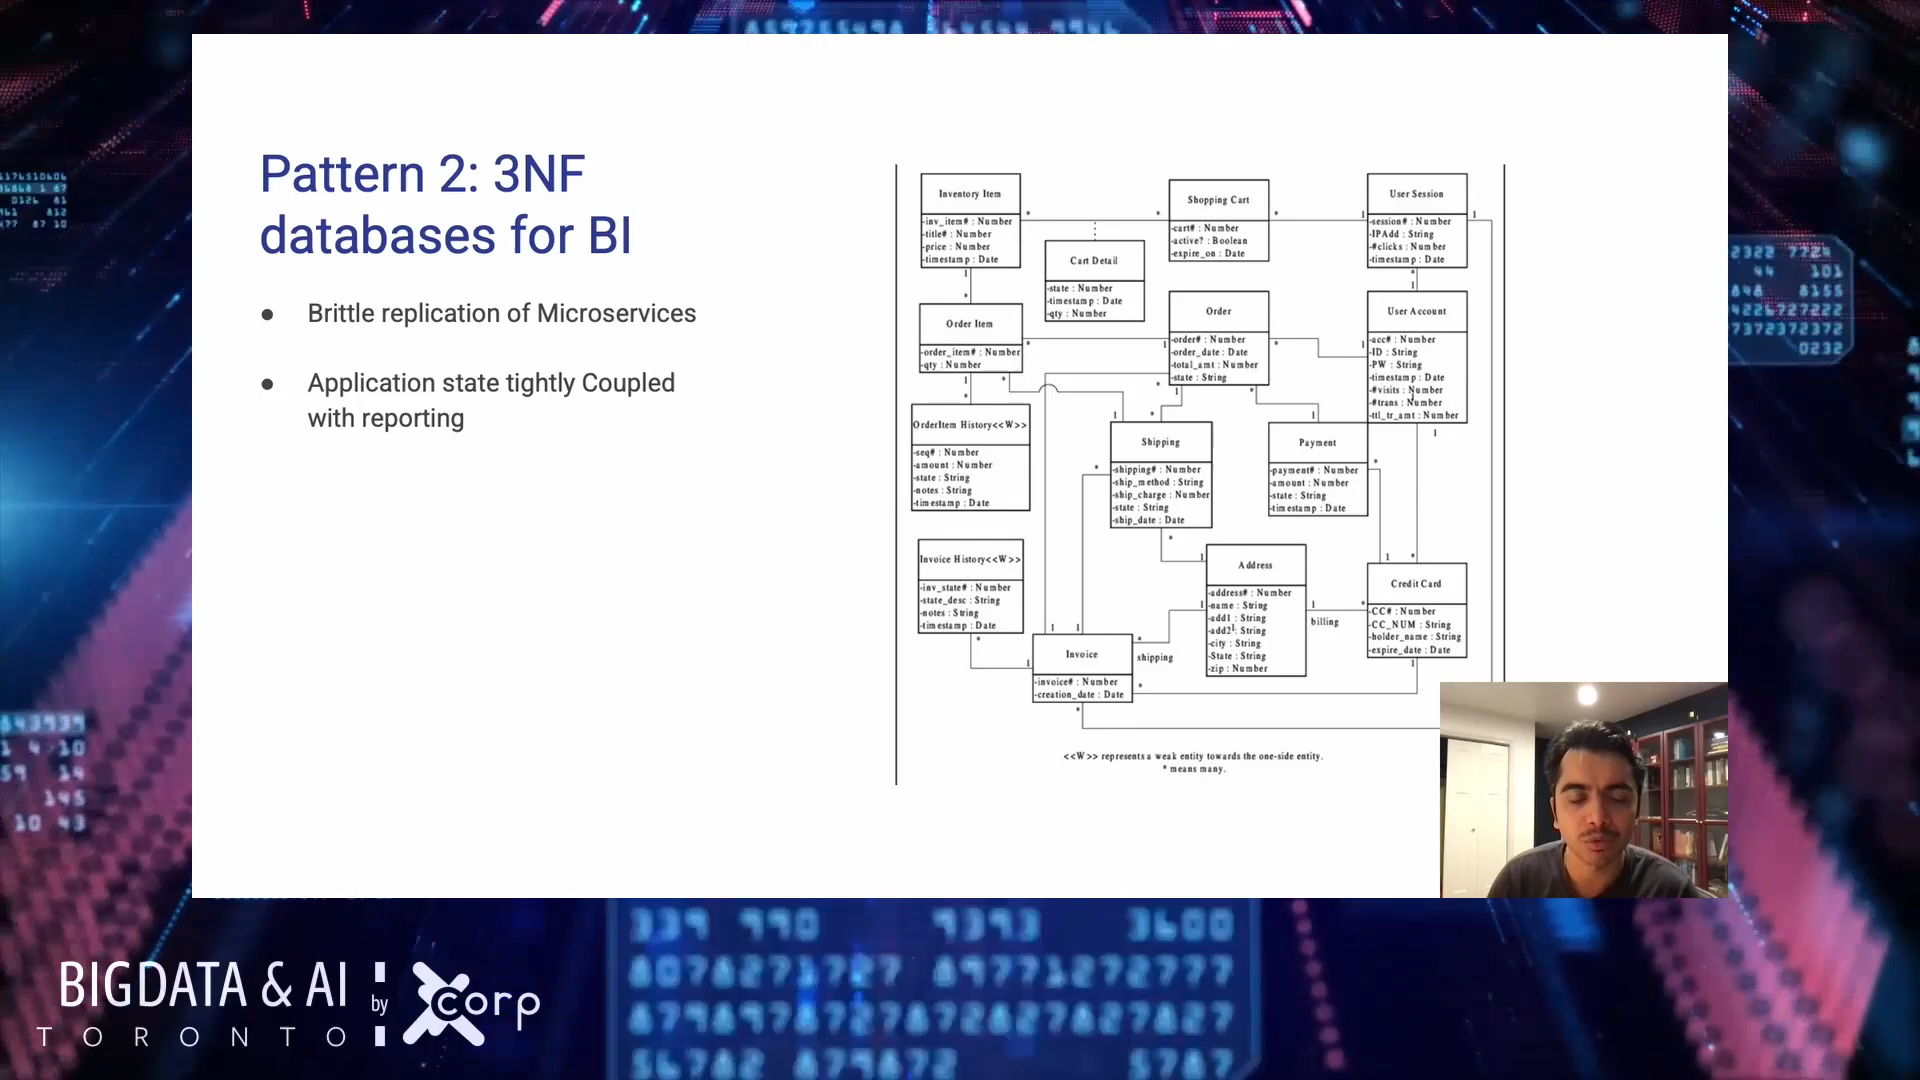 Pattern 2: 3NF
databases for BI
● Brittle replication of Microservices
● Application state tightly Coupled
with reporting
Inventory Item
-inv_item# : Number
-title# : Number
-price : Number
-timestamp : Date
Shopping Cart
-cart# : Number
-active? : Boolean
-expire_on : Date
User Session
-session# : Number
-IPAdd : String
-#clicks : Number
-timestamp : Date
Cart Detail
-state : Number
-timestamp : Date
-qty : Number
Order Item
-order_item# : Number
-qty : Number
Order
-order# : Number
-order_date : Date
-total_amt : Number
-state : String
User Account
-acc# : Number
-ID : String
-PW : String
-timestamp : Date
-#visits : Number
-#trans : Number
-ttl_tr_amt : Number
OrderItem History<<W>>
-seq# : Number
-amount : Number
-state : String
-notes : String
-timestamp : Date
Shipping
-shipping# : Number
-ship_method : String
-ship_charge : Number
-state : String
-ship_date : Date
Payment
-payment# : Number
-amount : Number
-state : String
-timestamp : Date
Invoice History<<W>>
-inv_state# : Number
-state_desc : String
-notes : String
-timestamp : Date
Address
-address# : Number
-name : String
-add1 : String
-add2 : String
-city : String
-State : String
-zip : Number
Credit Card
-CC# : Number
-CC_NUM : String
-holder_name : String
-expire_date : Date
billing
shipping
Invoice
-invoice# : Number
-creation_date : Date
<<W>> represents a weak entity towards the one-side entity.
* means many.
BIGDATA & AI
TORONTO
by
corp